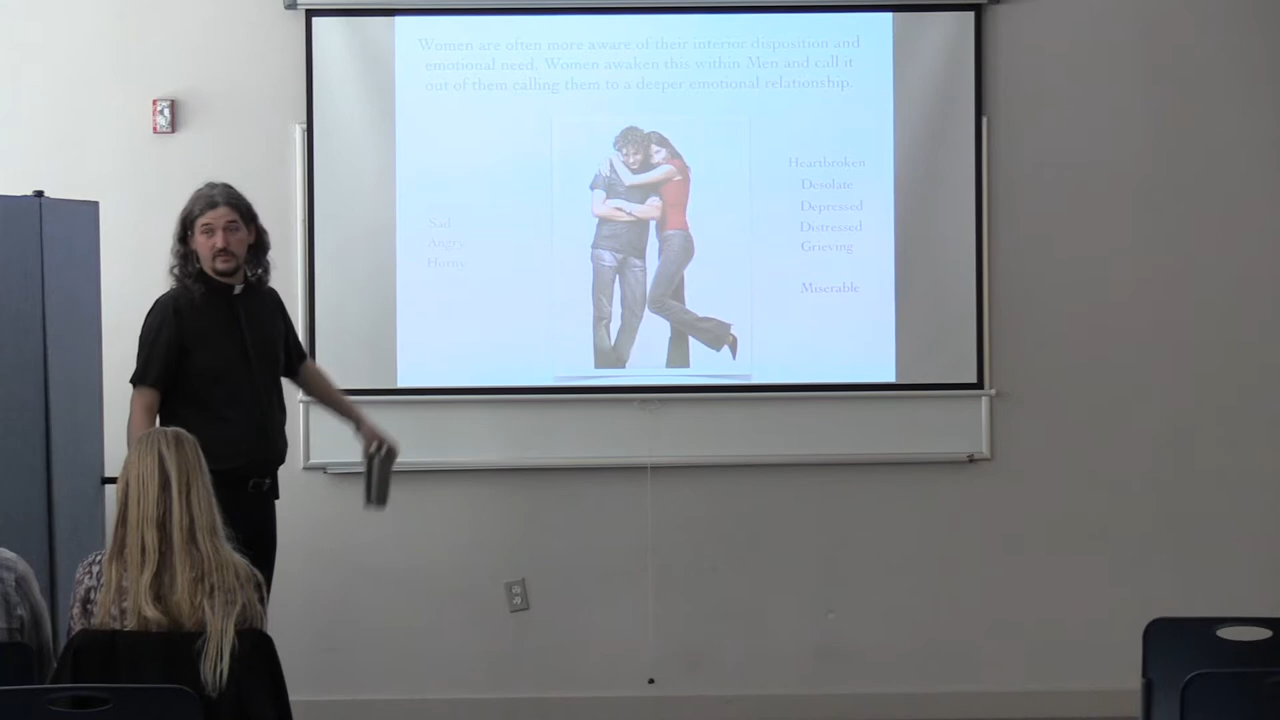 Women are often more aware of their interior disposition and
emotional need. Women awaken this within Men and call it
out of them calling them to a deeper emotional relationship.
Heartbroken
Desolate
Depressed
Distressed
Grieving
Miserable
Sad
Angry
Horny